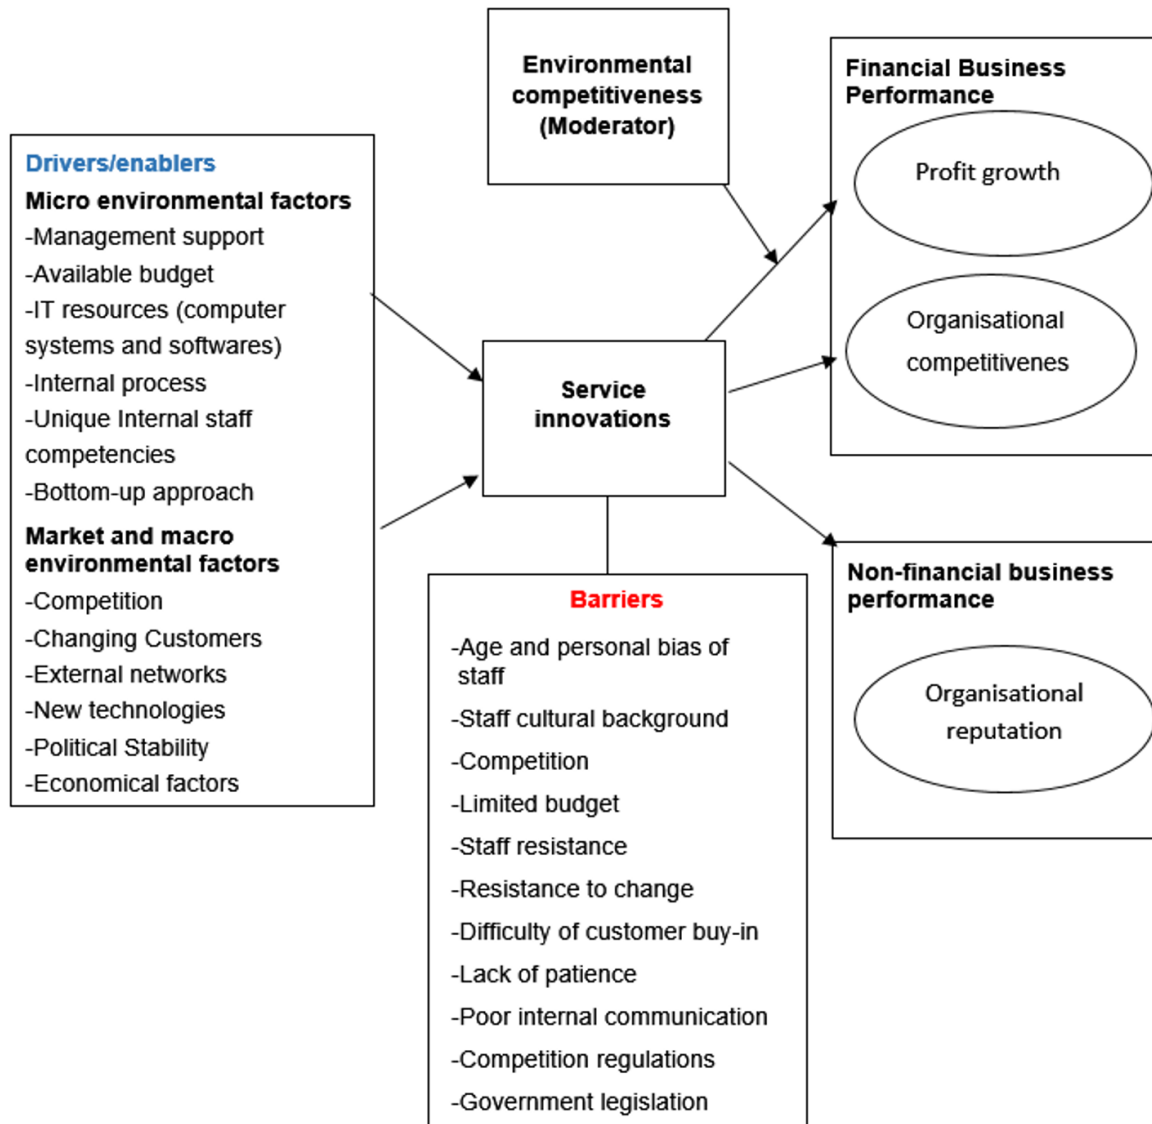 Environmental
competitiveness
(Moderator)
Financial Business
Performance
Profit growth
Organisational
competitivenes
Drivers/enablers
Micro environmental factors
-Management support
-Available budget
-IT resources (computer
systems and softwares)
-Internal process
-Unique Internal staff
competencies
-Bottom-up approach
Market and macro
environmental factors
-Competition
-Changing Customers
-External networks
-New technologies
-Political Stability
-Economical factors
Service
innovations
Barriers
-Age and personal bias of
staff
-Staff cultural background
-Competition
-Limited budget
-Staff resistance
-Resistance to change
-Difficulty of customer buy-in
-Lack of patience
-Poor internal communication
-Competition regulations
-Government legislation
Non-financial business
performance
Organisational
reputation